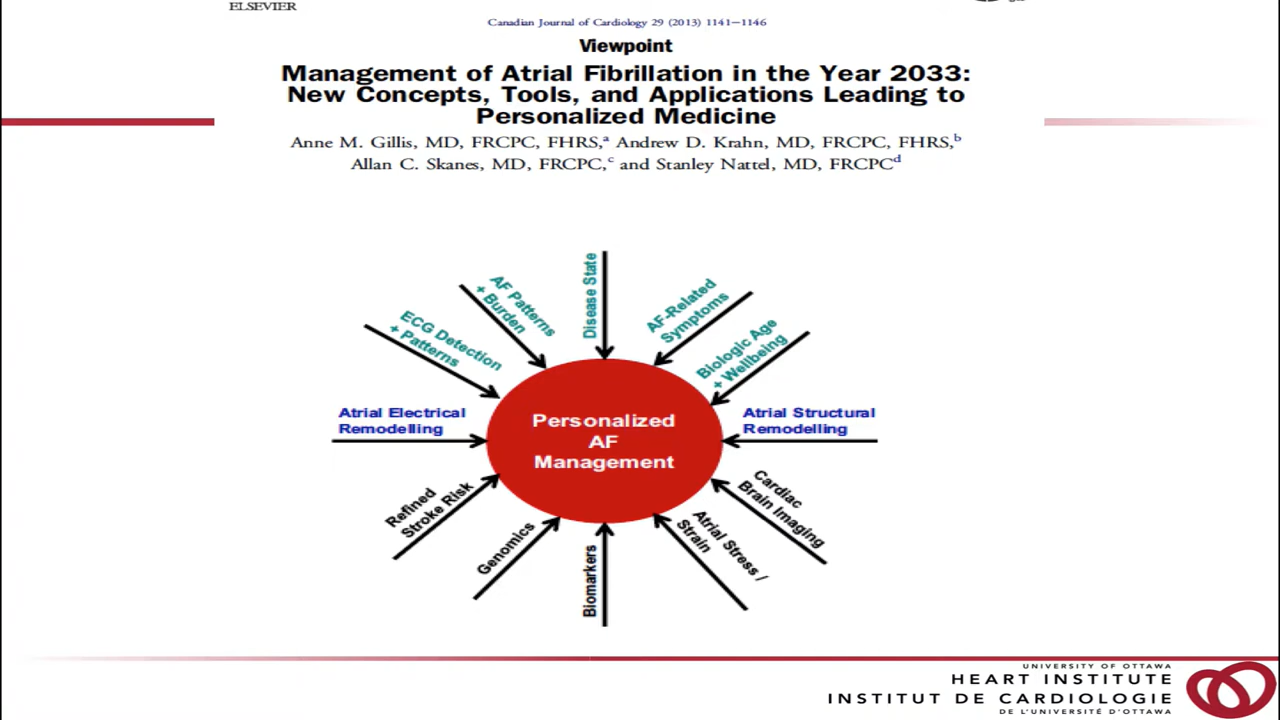 ELSEVIER
Canadian Journal of Cardiology 29 (2013) 1141–1146
Viewpoint
Management of Atrial Fibrillation in the Year 2033:
New Concepts, Tools, and Applications Leading to
Personalized Medicine
Anne M. Gillis, MD, FRCPC, FHRS,a Andrew D. Krahn, MD, FRCPC, FHRS,b
Allan C. Skanes, MD, FRCPC,c and Stanley Nattel, MD, FRCPCd
ECG Detection
+ Patterns
AF Patterns
+ Burden
Disease State
AF-Related
Symptoms
Biologic Age
+ Wellbeing
Atrial Electrical
Remodelling
Personalized
AF
Management
Atrial Structural
Remodelling
Refined
Stroke Risk
Genomics
Biomarkers
Atrial Stress /
Strain
Cardiac
Brain Imaging
UNIVERSITY OF OTTAWA
HEART INSTITUTE
INSTITUT DE CARDIOLOGIE
DE L'UNIVERSITÉ D'OTTAWA